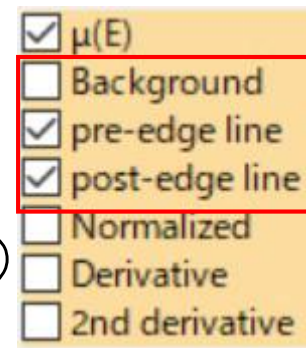 μ(E)
Background
pre-edge line
post-edge line
Normalized
Derivative
2nd derivative